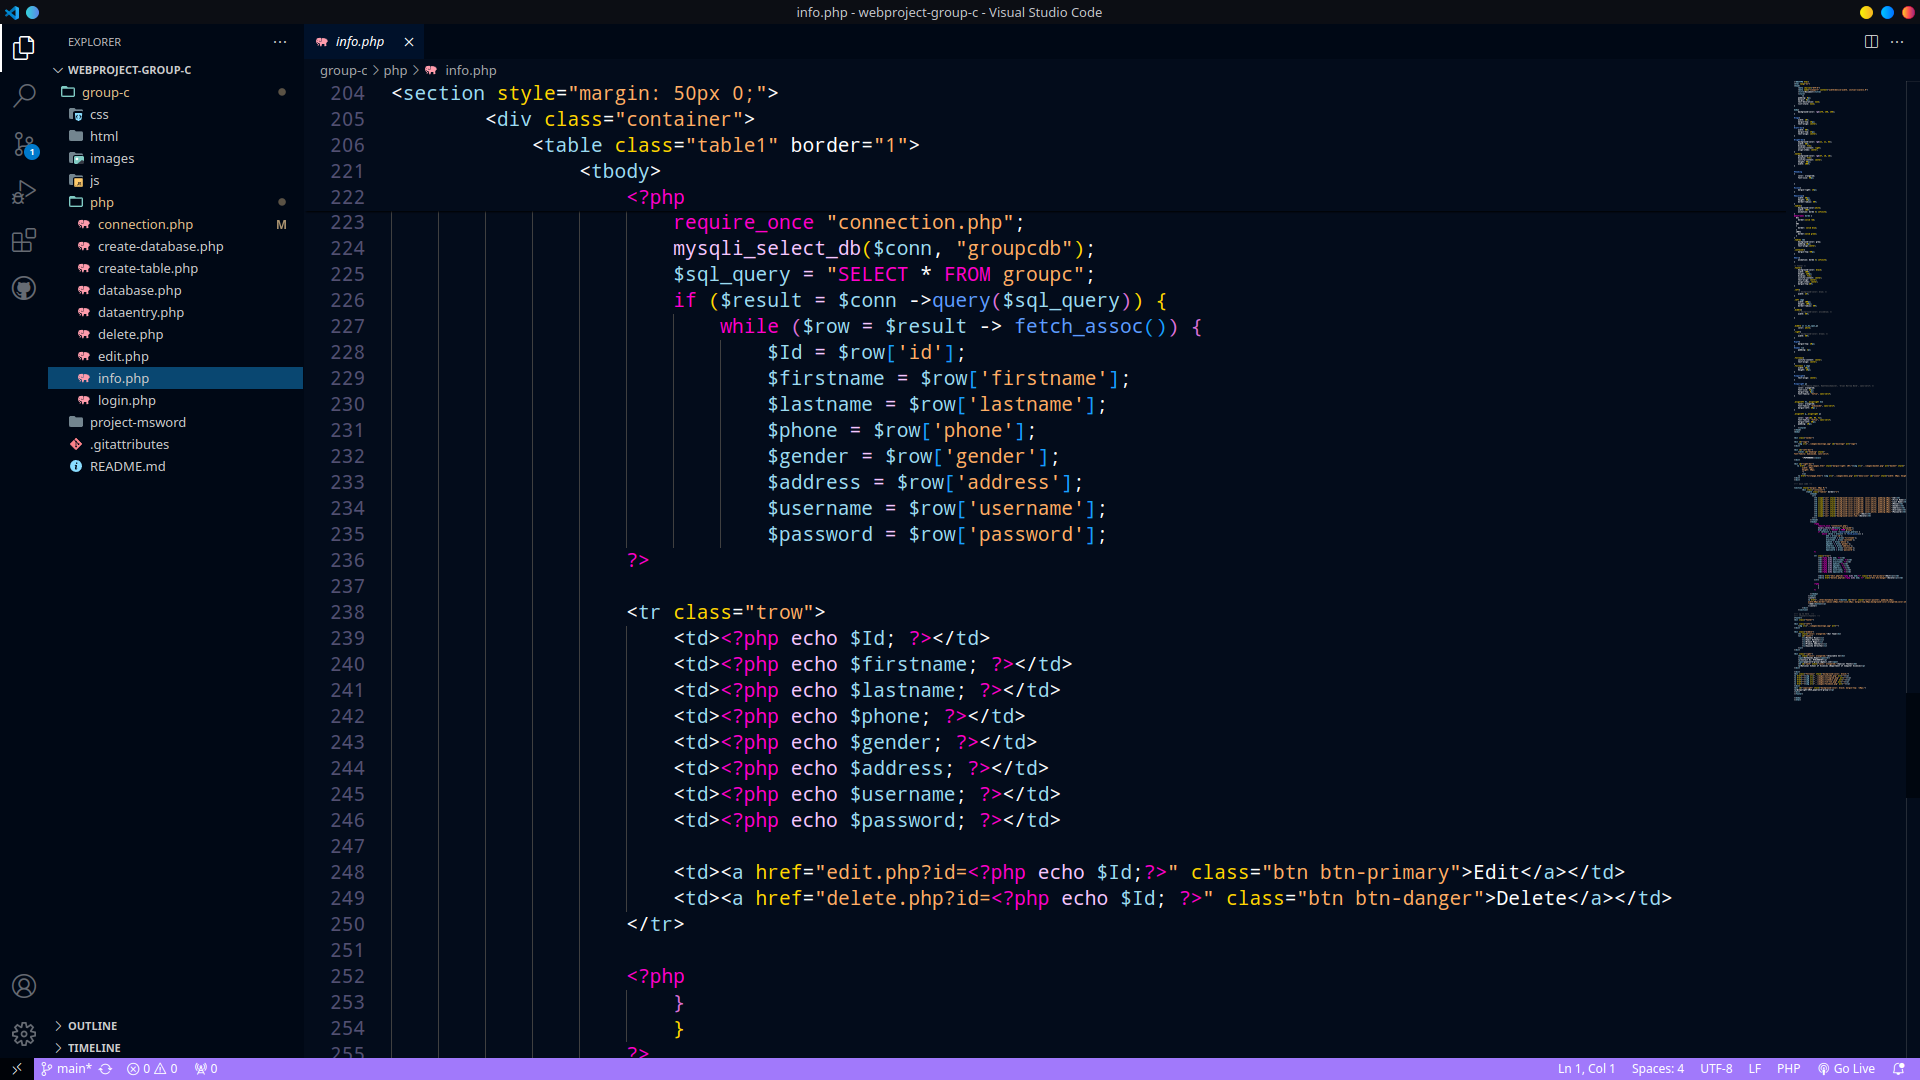 info.php - webproject-group-c - Visual Studio Code
EXPLORER
WEBPROJECT-GROUP-C
group-c
css
html
images
js
php
connection.php M
create-database.php
create-table.php
database.php
dataentry.php
delete.php
edit.php
info.php
login.php
project-msword
.gitattributes
README.md
OUTLINE
TIMELINE
1
info.php
group-c > php > info.php
204 <section style="margin: 50px 0;">
205 <div class="container">
206 <table class="table1" border="1">
221 <tbody>
222 <?php
223 require_once "connection.php";
224 mysqli_select_db($conn, "groupcdb");
225 $sql_query = "SELECT * FROM groupc";
226 if ($result = $conn ->query($sql_query)) {
227 while ($row = $result -> fetch_assoc()) {
228 $Id = $row['id'];
229 $firstname = $row['firstname'];
230 $lastname = $row['lastname'];
231 $phone = $row['phone'];
232 $gender = $row['gender'];
233 $address = $row['address'];
234 $username = $row['username'];
235 $password = $row['password'];
236 ?>
237
238 <tr class="trow">
239 <td><?php echo $Id; ?></td>
240 <td><?php echo $firstname; ?></td>
241 <td><?php echo $lastname; ?></td>
242 <td><?php echo $phone; ?></td>
243 <td><?php echo $gender; ?></td>
244 <td><?php echo $address; ?></td>
245 <td><?php echo $username; ?></td>
246 <td><?php echo $password; ?></td>
247
248 <td><a href="edit.php?id=<?php echo $Id;?>" class="btn btn-primary">Edit</a></td>
249 <td><a href="delete.php?id=<?php echo $Id; ?>" class="btn btn-danger">Delete</a></td>
250 </tr>
251
252 <?php
253 }
254 }
255 ?>
main* 0 0 0
Ln 1, Col 1 Spaces: 4 UTF-8 LF PHP Go Live